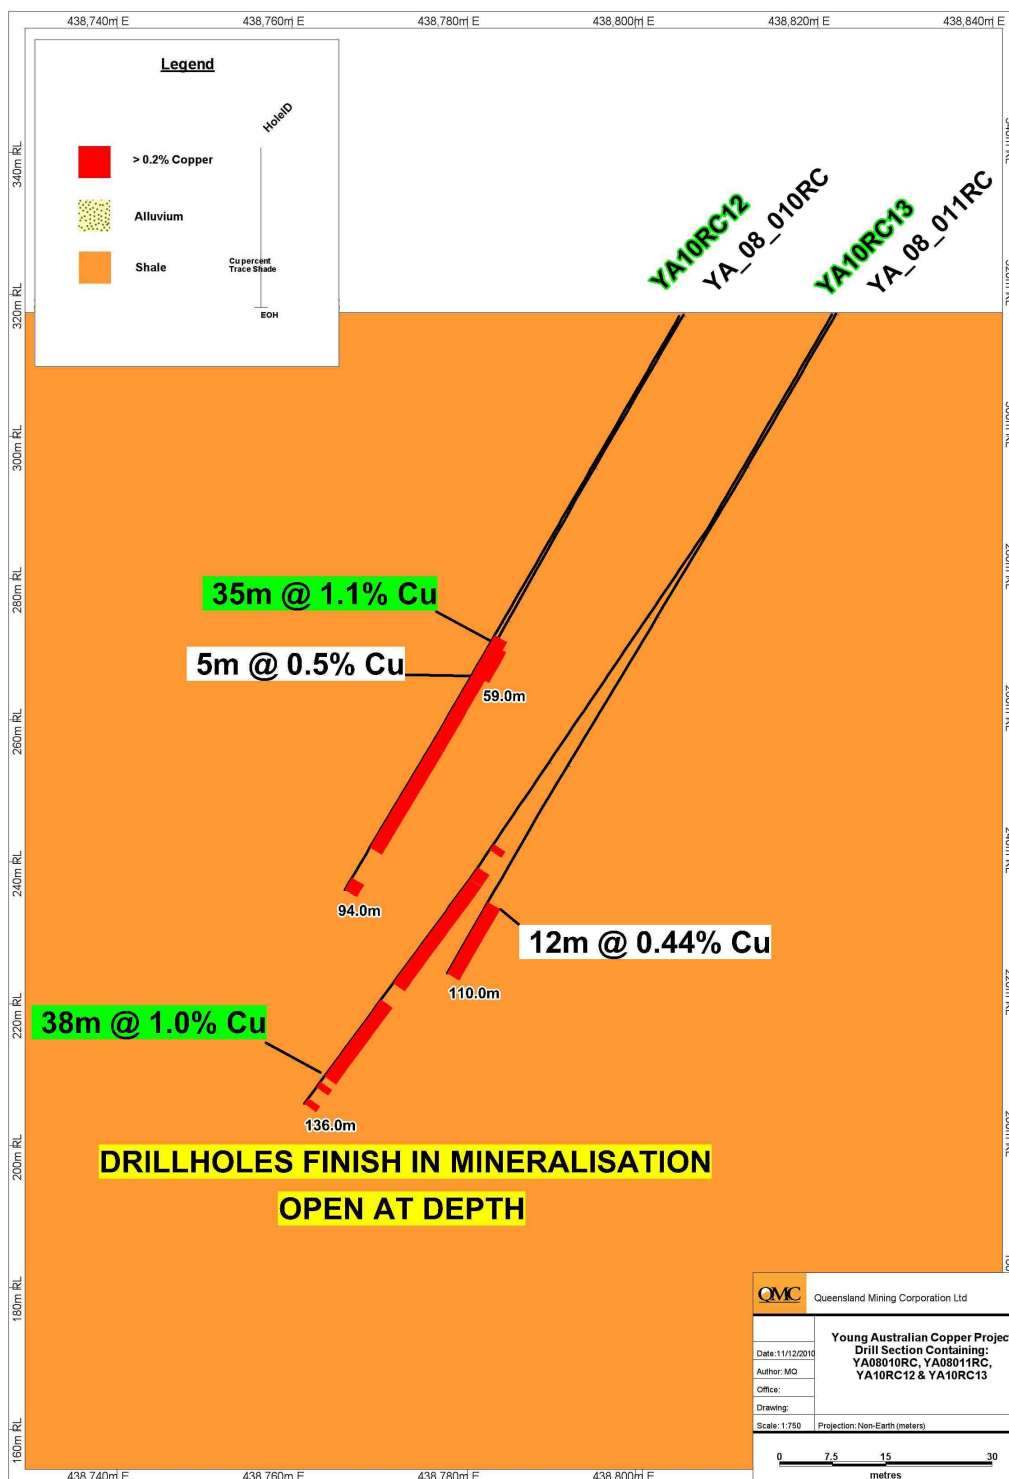 438,740m E 438,760m E 438,780m E 438,800m E 438,820m E 438,840m E
Legend
HoleID
> 0.2% Copper
Alluvium
Shale
Cu percent
Trace Shade
EOH
340m RL
320m RL
300m RL
280m RL
260m RL
240m RL
220m RL
200m RL
180m RL
160m RL
YA10RC12
YA_08_010RC
YA10RC13
YA_08_011RC
35m @ 1.1% Cu
5m @ 0.5% Cu
59.0m
94.0m
12m @ 0.44% Cu
110.0m
38m @ 1.0% Cu
136.0m
DRILLHOLES FINISH IN MINERALISATION
OPEN AT DEPTH
QMC Queensland Mining Corporation Ltd
Young Australian Copper Projec
Drill Section Containing:
YA08010RC, YA08011RC,
YA10RC12 & YA10RC13
Date:11/12/2010
Author: MQ
Office:
Drawing:
Scale: 1:750 Projection: Non-Earth (meters)
0 7.5 15 30
metres
438,740m E 438,760m E 438,780m E 438,800m E